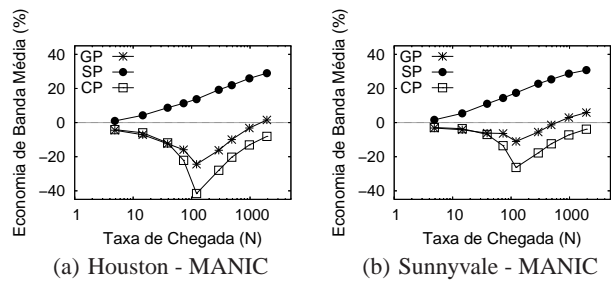 Economia de Banda Média (%)
40
20
0
−20
−40
GP
SP
CP
1 10 100 1000
Taxa de Chegada (N)
(a) Houston - MANIC
Economia de Banda Média (%)
40
20
0
−20
−40
GP
SP
CP
1 10 100 1000
Taxa de Chegada (N)
(b) Sunnyvale - MANIC